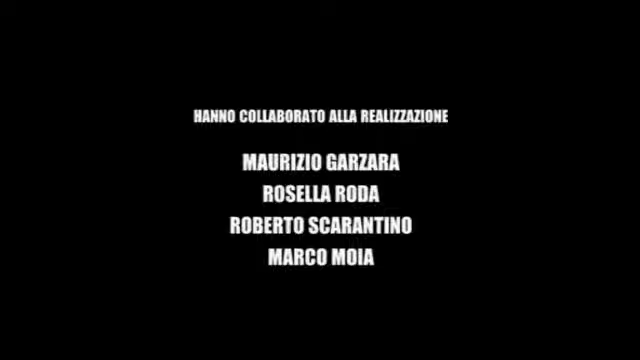 HANNO COLLABORATO ALLA REALIZZAZIONE
MAURIZIO GARZARA
ROSELLA RODA
ROBERTO SCARANTINO
MARCO MOIA